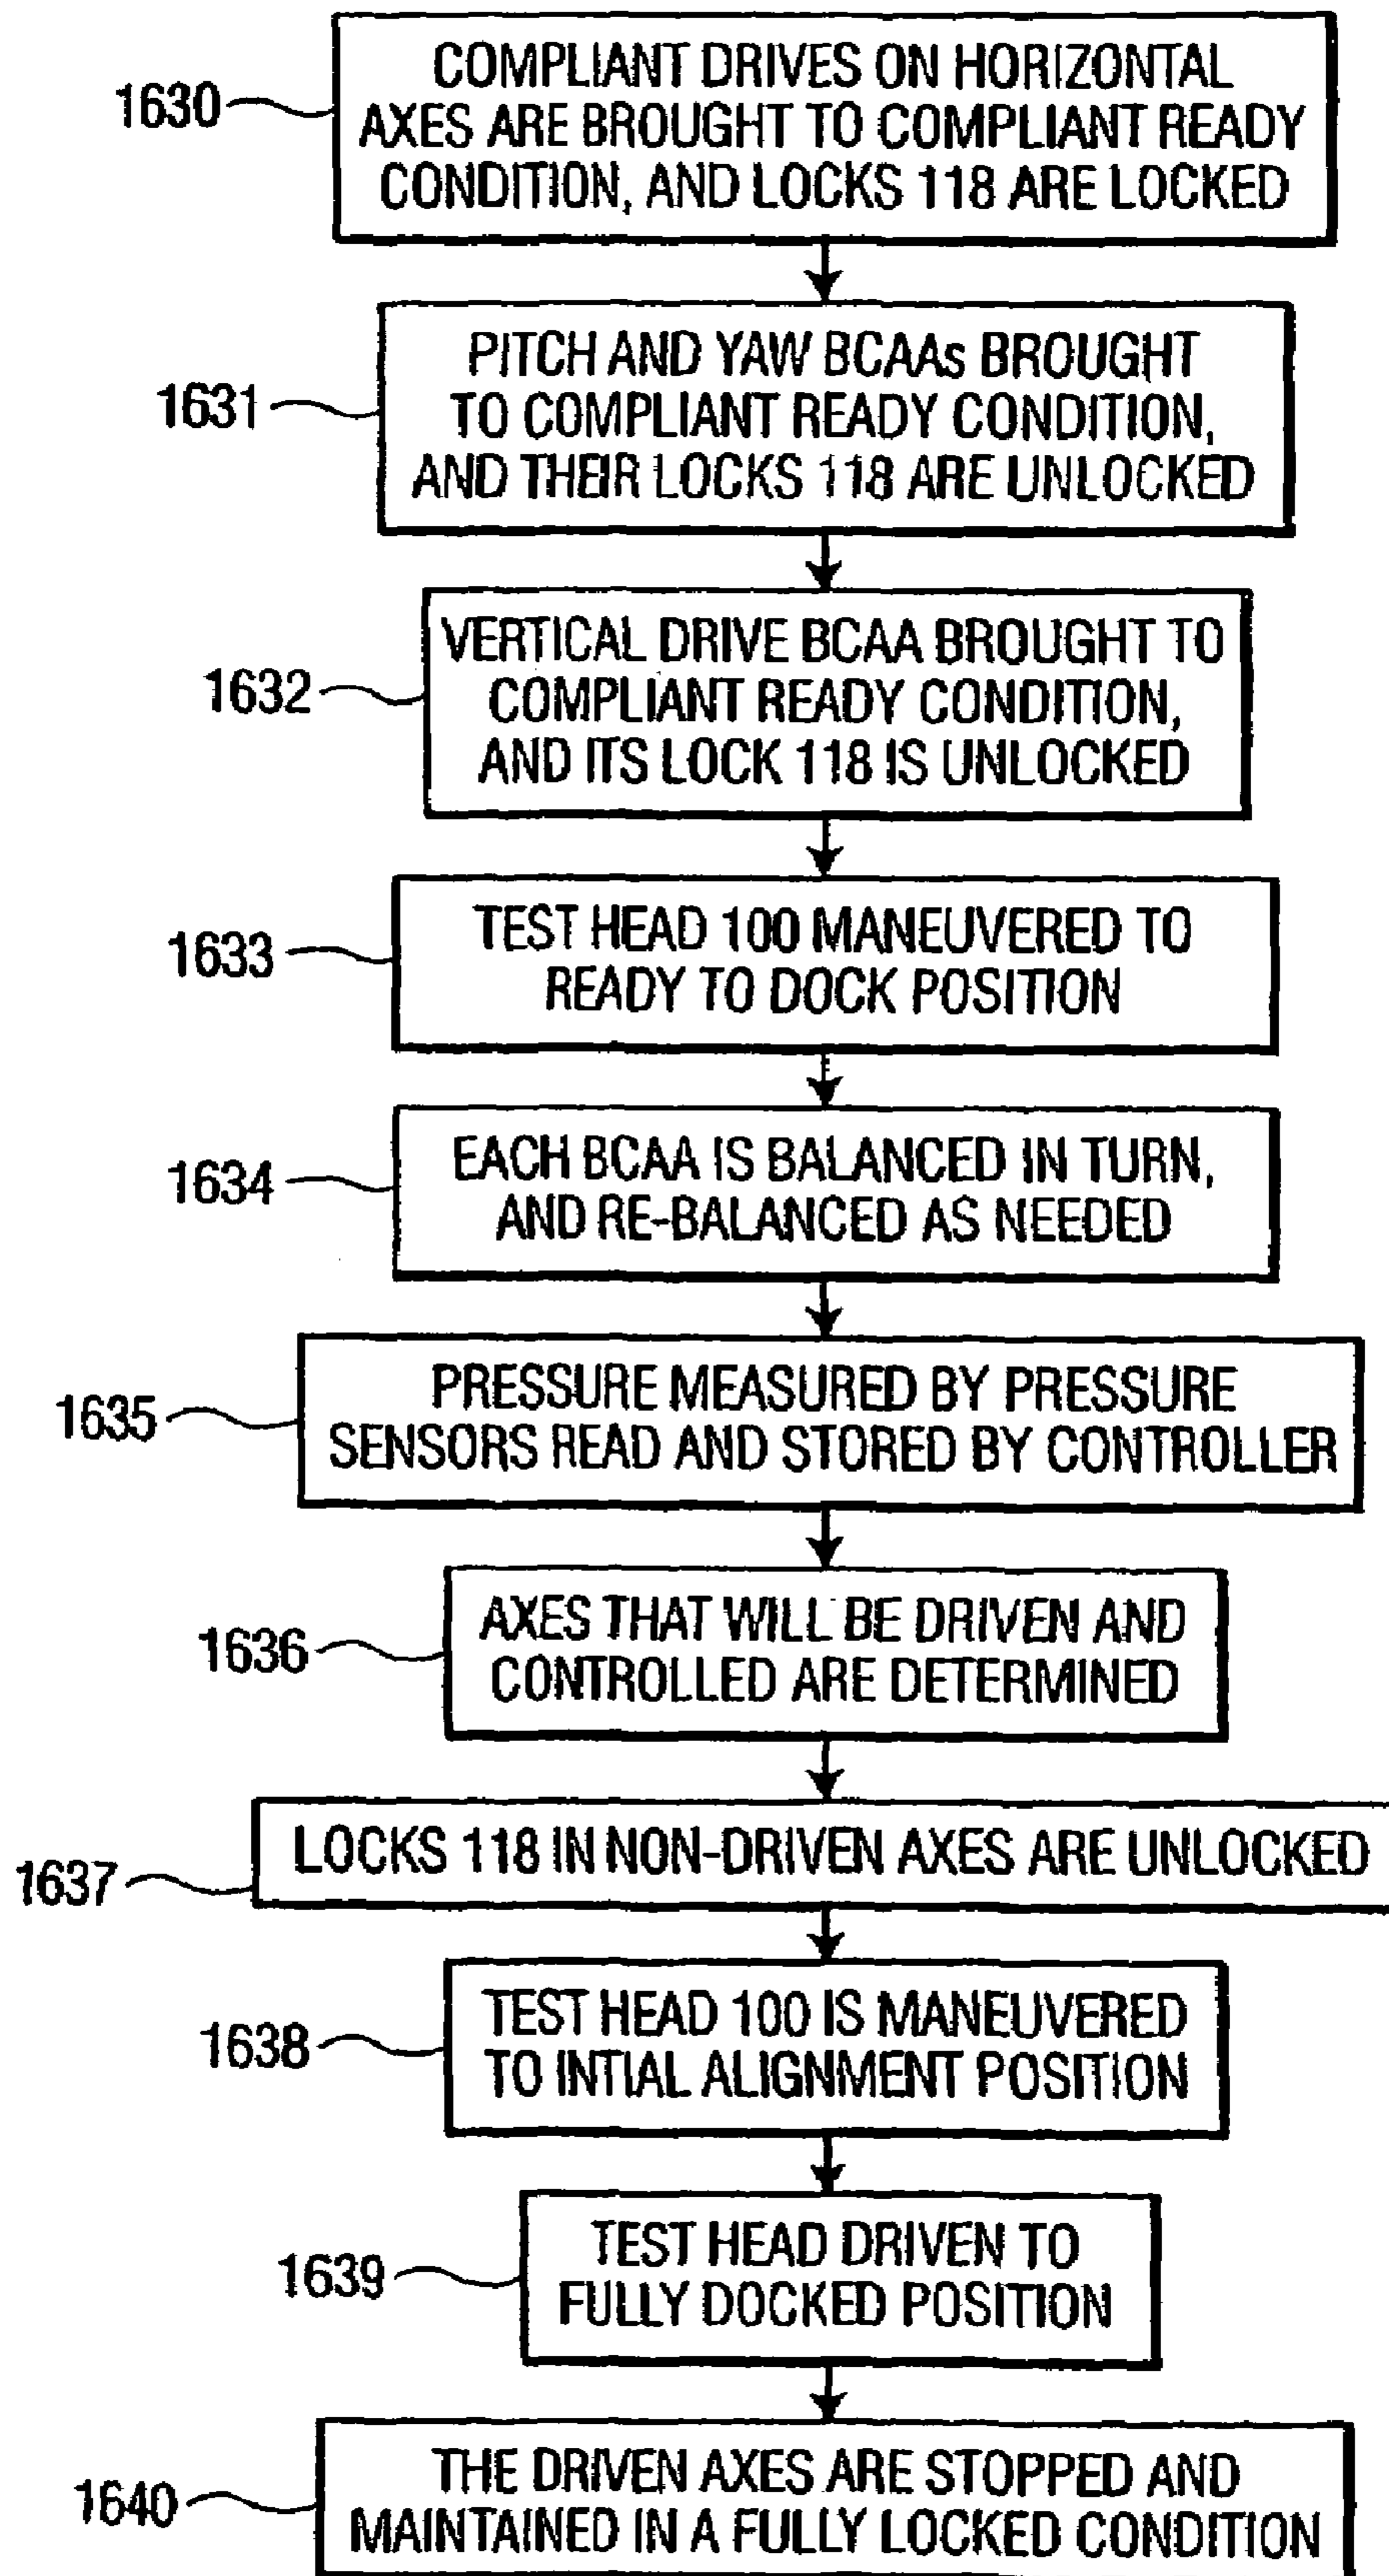 1630
COMPLIANT DRIVES ON HORIZONTAL
AXES ARE BROUGHT TO COMPLIANT READY
CONDITION, AND LOCKS 118 ARE LOCKED
1631
PITCH AND YAW BCAAs BROUGHT
TO COMPLIANT READY CONDITION,
AND THEIR LOCKS 118 ARE UNLOCKED
1632
VERTICAL DRIVE BCAA BROUGHT TO
COMPLIANT READY CONDITION,
AND ITS LOCK 118 IS UNLOCKED
1633
TEST HEAD 100 MANEUVERED TO
READY TO DOCK POSITION
1634
EACH BCAA IS BALANCED IN TURN,
AND RE-BALANCED AS NEEDED
1635
PRESSURE MEASURED BY PRESSURE
SENSORS READ AND STORED BY CONTROLLER
1636
AXES THAT WILL BE DRIVEN AND
CONTROLLED ARE DETERMINED
1637
LOCKS 118 IN NON-DRIVEN AXES ARE UNLOCKED
1638
TEST HEAD 100 IS MANEUVERED
TO INTIAL ALIGNMENT POSITION
1639
TEST HEAD DRIVEN TO
FULLY DOCKED POSITION
1640
THE DRIVEN AXES ARE STOPPED AND
MAINTAINED IN A FULLY LOCKED CONDITION